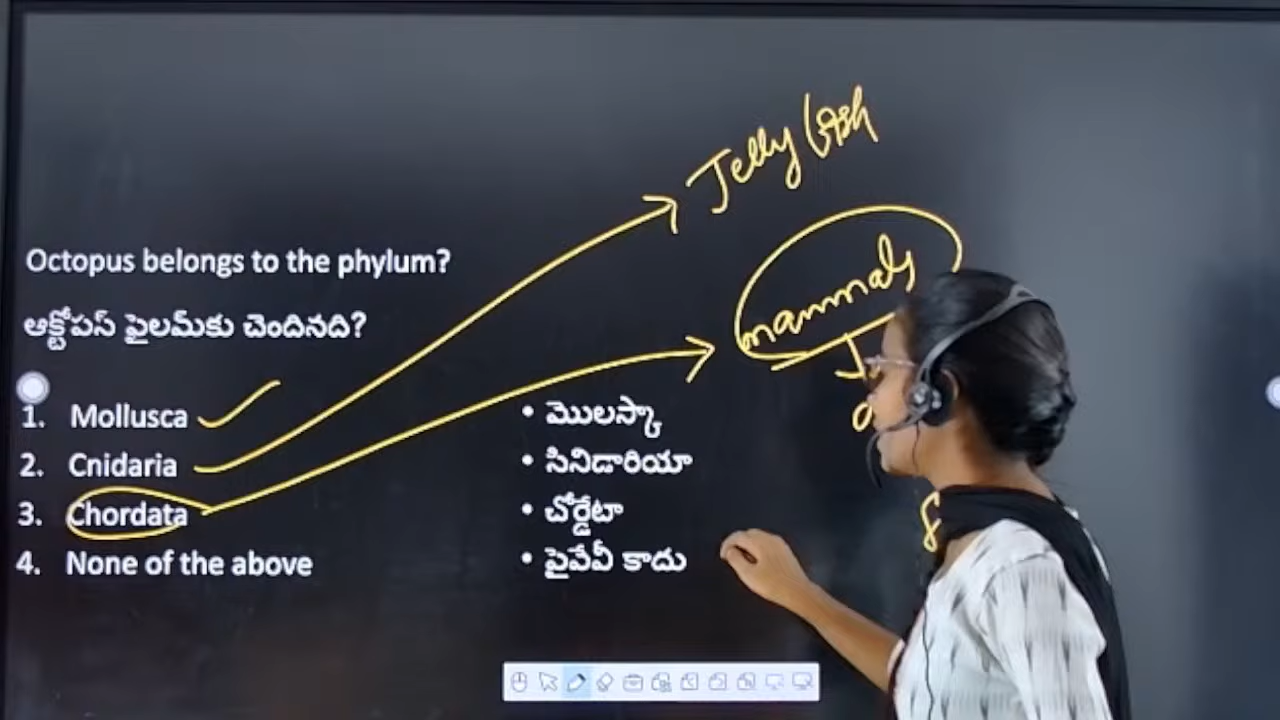 Jelly fish
mammals
Octopus belongs to the phylum?
ఆక్టోపస్ ఫైలమ్‌కు చెందినది?
1. Mollusca
2. Cnidaria
3. Chordata
4. None of the above
• మొలస్కా
• సినిడారియా
• చోర్డేటా
• పైవేవీ కాదు